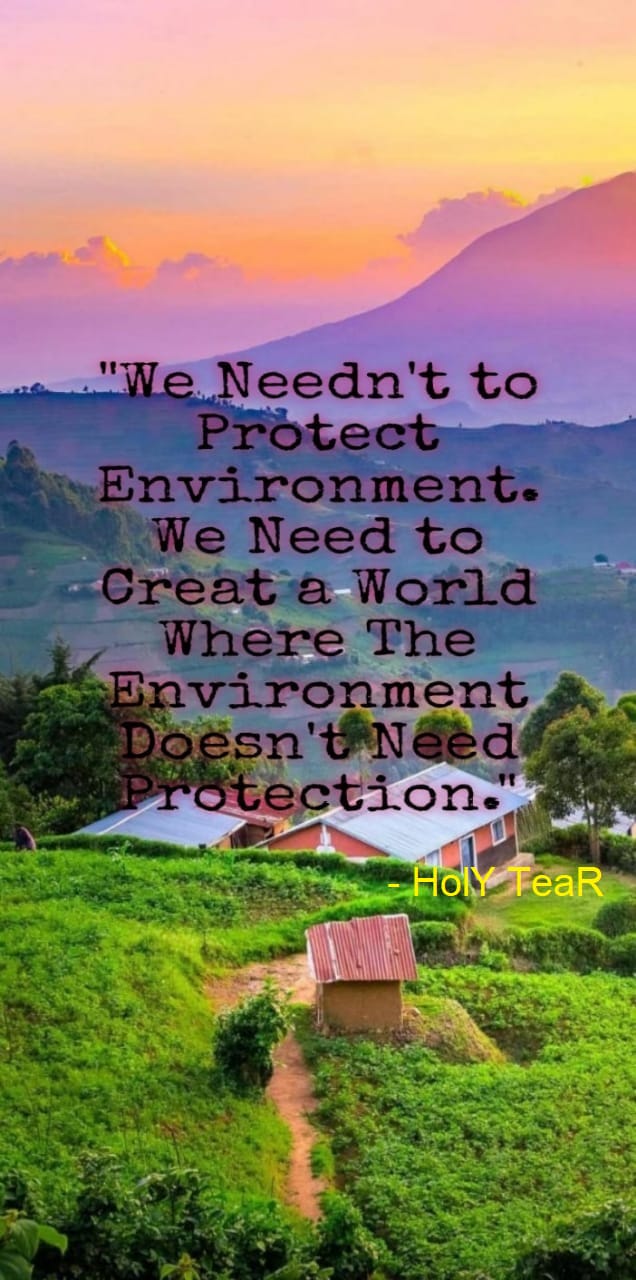 "We Needn't to
Protect
Environment.
We Need to
Creat a World
Where The
Environment
Doesn't Need
Protection."
- HolY TeaR